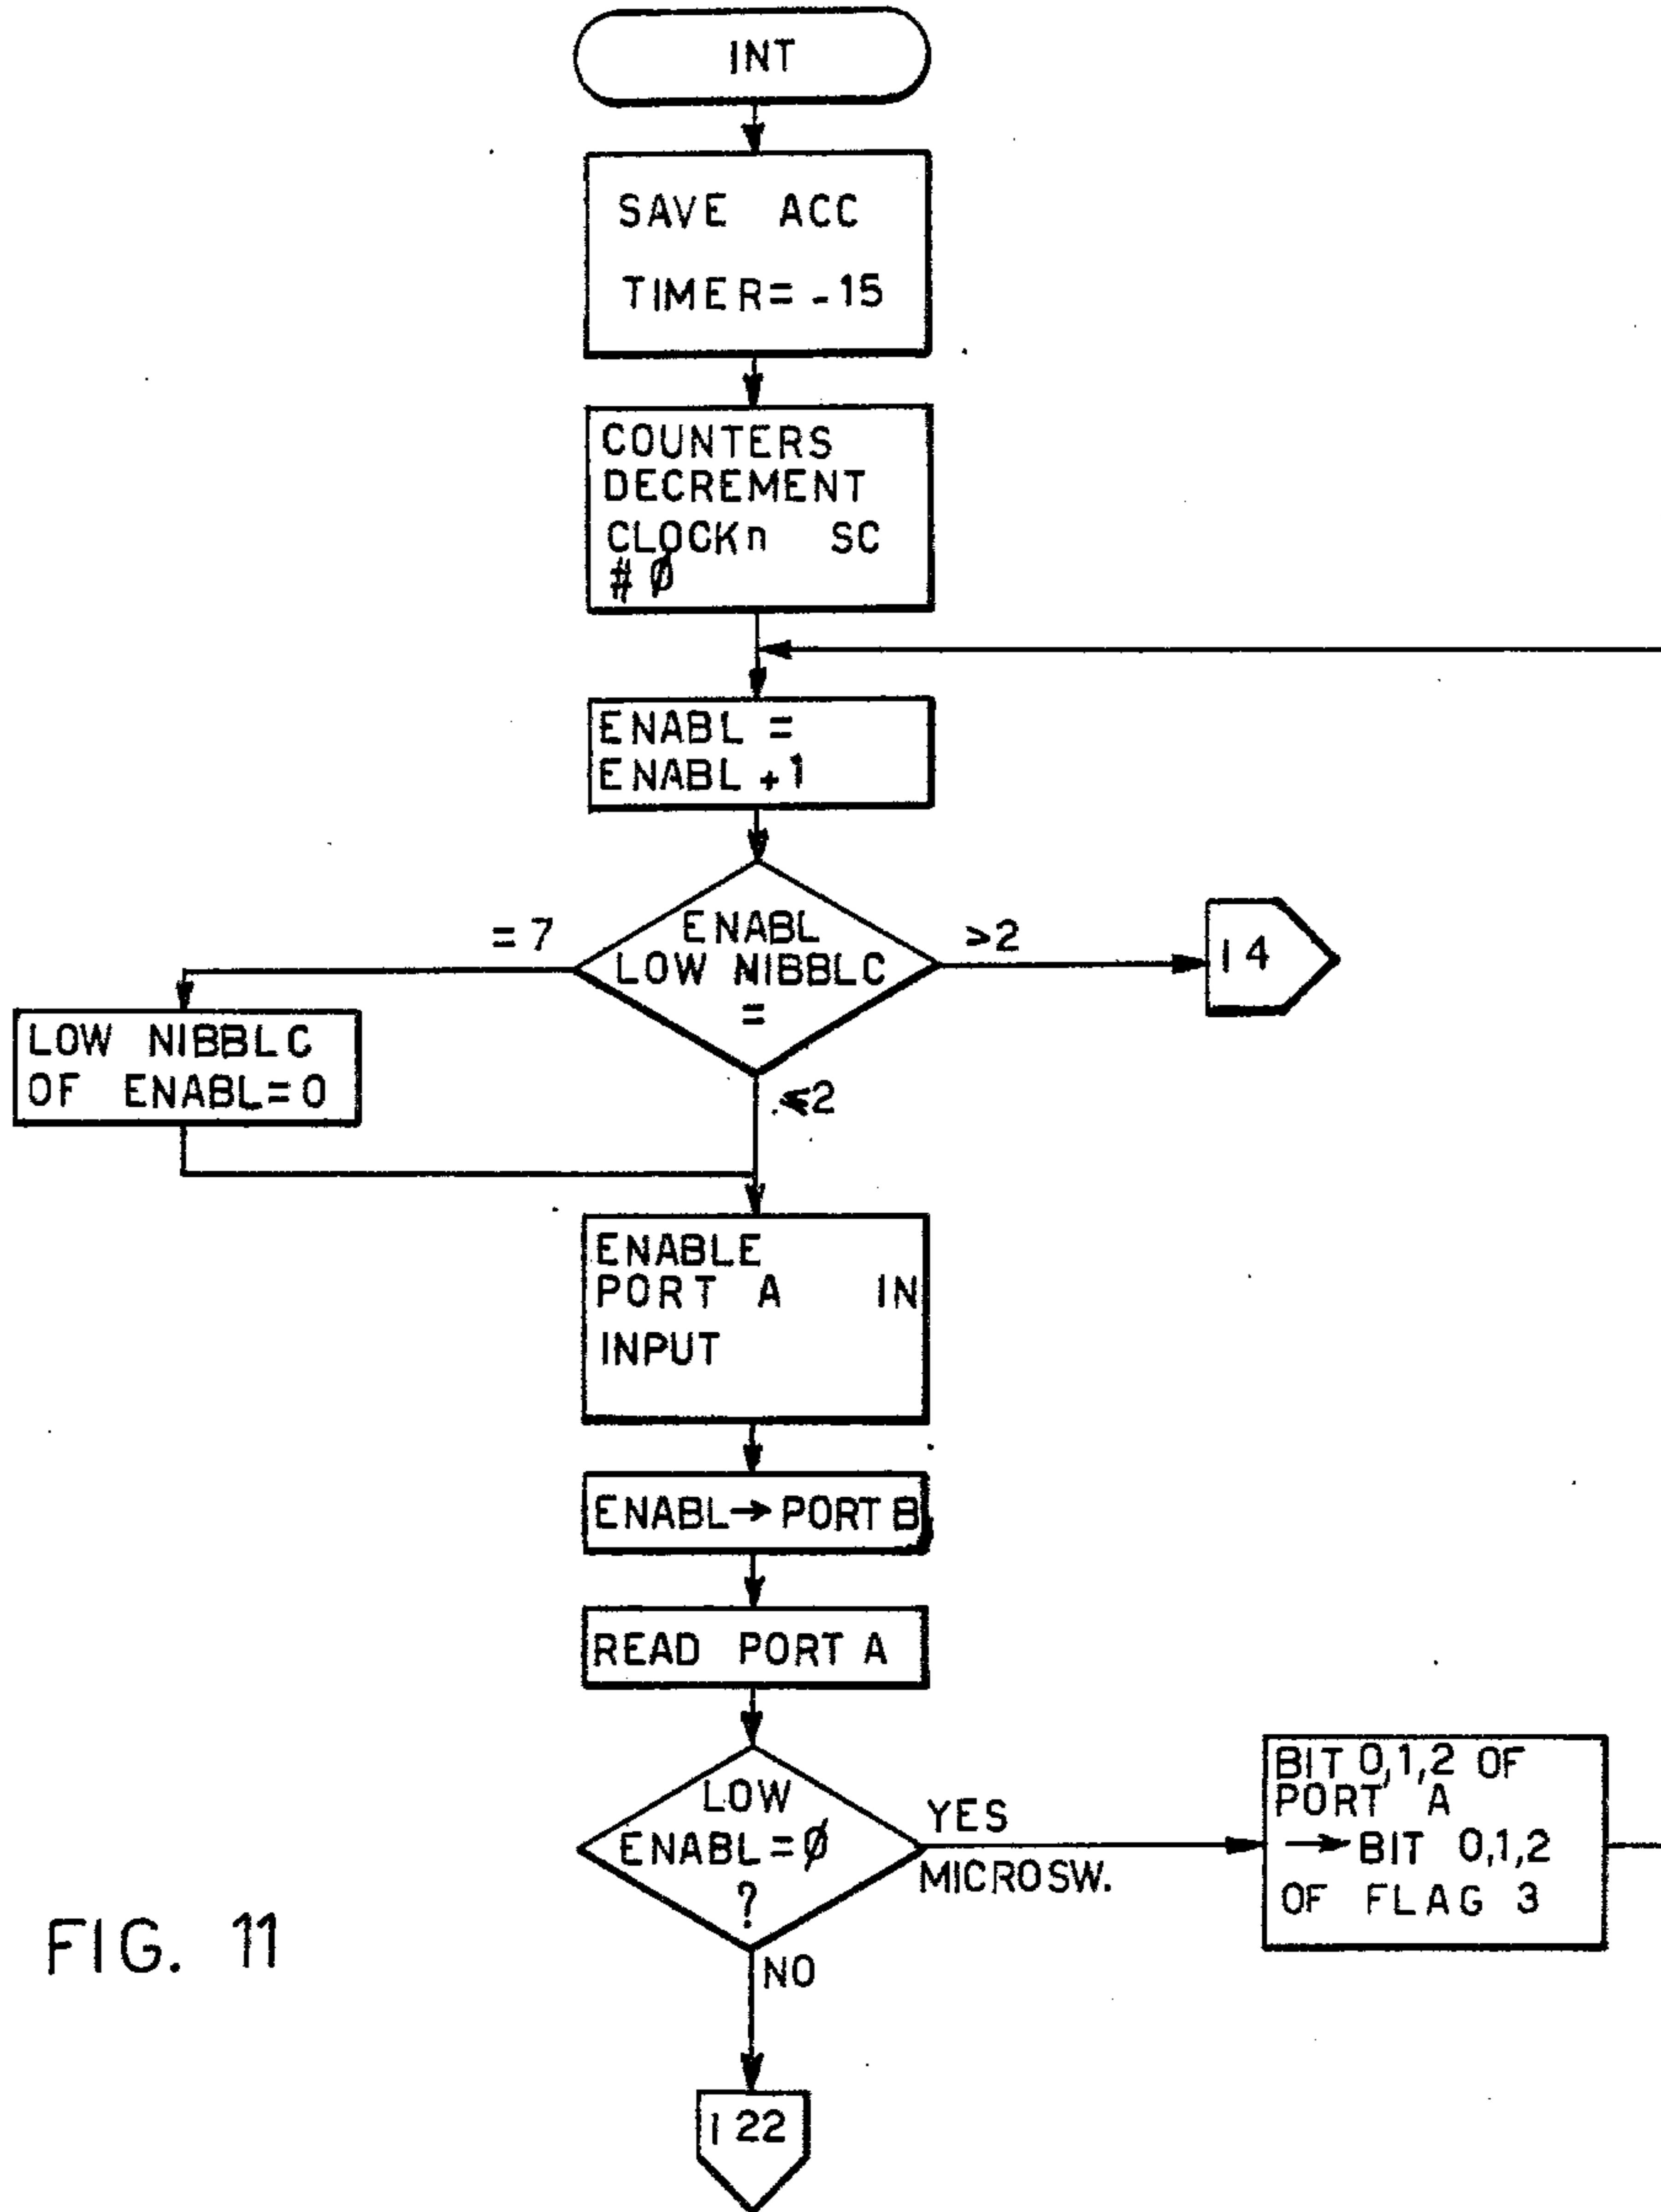 INT
SAVE ACC
TIMER= -15
COUNTERS
DECREMENT
CLOCKn SC
# Ø
ENABL =
ENABL +1
ENABL
LOW NIBBLC
=
= 7
>2
I 4
LOW NIBBLC
OF ENABL=0
≤2
ENABLE
PORT A IN
INPUT
ENABL→PORT B
READ PORT A
LOW
ENABL=Ø
?
YES
MICROSW.
BIT 0,1,2 OF
PORT A
→ BIT 0,1,2
OF FLAG 3
NO
I 22
FIG. 11